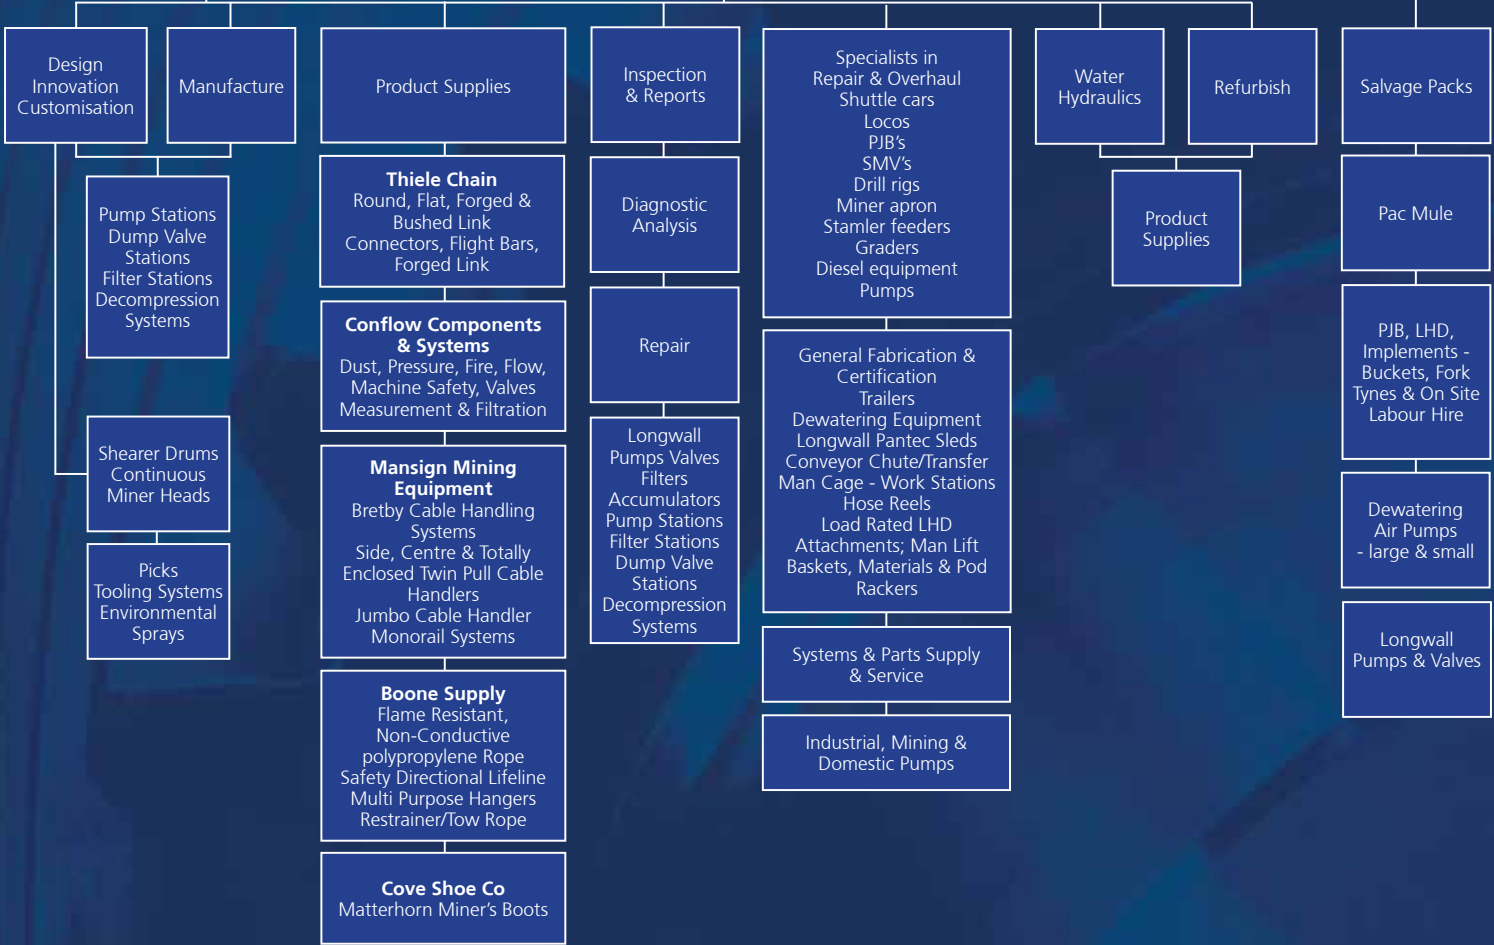 Design
Innovation
Customisation
Manufacture
Pump Stations
Dump Valve
Stations
Filter Stations
Decompression
Systems
Shearer Drums
Continuous
Miner Heads
Picks
Tooling Systems
Environmental
Sprays
Product Supplies
Thiele Chain
Round, Flat, Forged &
Bushed Link
Connectors, Flight Bars,
Forged Link
Conflow Components
& Systems
Dust, Pressure, Fire, Flow,
Machine Safety, Valves
Measurement & Filtration
Mansign Mining
Equipment
Bretby Cable Handling
Systems
Side, Centre & Totally
Enclosed Twin Pull Cable
Handlers
Jumbo Cable Handler
Monorail Systems
Boone Supply
Flame Resistant,
Non-Conductive
polypropylene Rope
Safety Directional Lifeline
Multi Purpose Hangers
Restrainer/Tow Rope
Cove Shoe Co
Matterhorn Miner's Boots
Inspection
& Reports
Diagnostic
Analysis
Repair
Longwall
Pumps Valves
Filters
Accumulators
Pump Stations
Filter Stations
Dump Valve
Stations
Decompression
Systems
Specialists in
Repair & Overhaul
Shuttle cars
Locos
PJB's
SMV's
Drill rigs
Miner apron
Stamler feeders
Graders
Diesel equipment
Pumps
General Fabrication &
Certification
Trailers
Dewatering Equipment
Longwall Pantec Sleds
Conveyor Chute/Transfer
Man Cage - Work Stations
Hose Reels
Load Rated LHD
Attachments; Man Lift
Baskets, Materials & Pod
Rackers
Systems & Parts Supply
& Service
Industrial, Mining &
Domestic Pumps
Water
Hydraulics
Refurbish
Product
Supplies
Salvage Packs
Pac Mule
PJB, LHD,
Implements -
Buckets, Fork
Tynes & On Site
Labour Hire
Dewatering
Air Pumps
- large & small
Longwall
Pumps & Valves